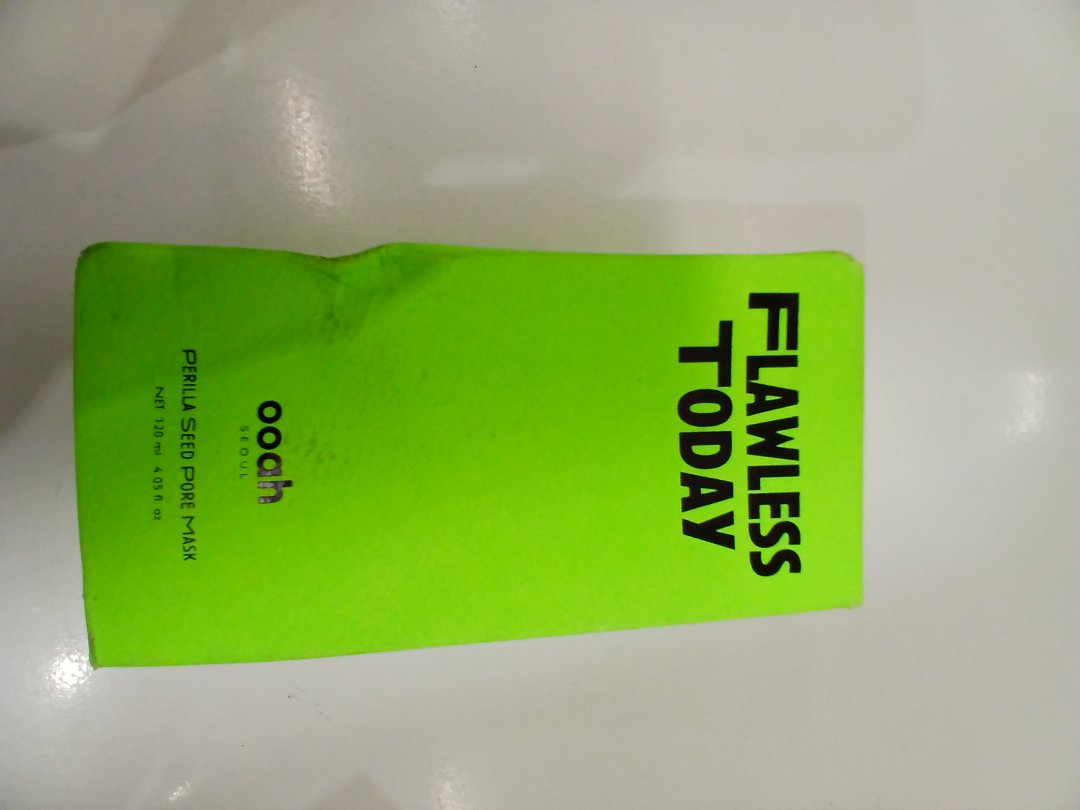 FLAWLESS
TODAY
ooah
SEOUL
PERILLA SEED PORE MASK
NET 120 ml 4.05 fl oz